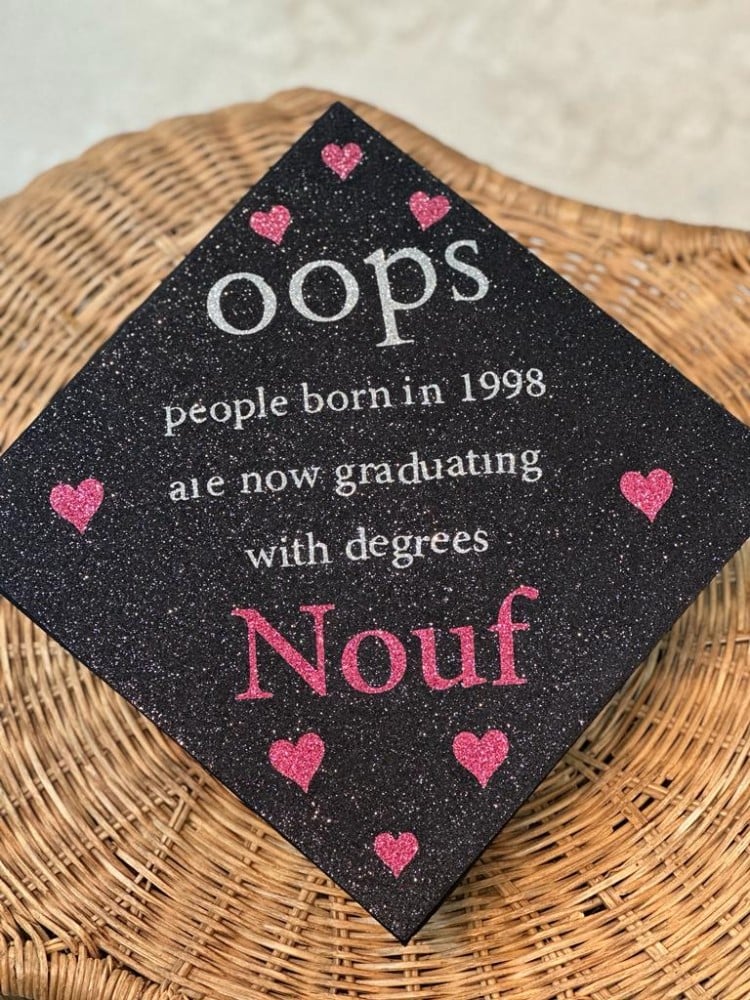 oops
people born in 1998
are now graduating
with degrees
Nouf